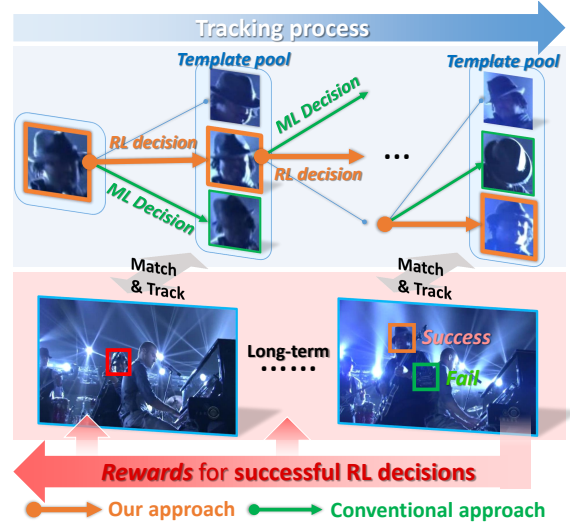 Tracking process
Template pool
Template pool
RL decision
ML Decision
ML Decision
RL decision
...
Match
& Track
Match
& Track
Long-term
......
Success
Fail
Rewards for successful RL decisions
Our approach
Conventional approach